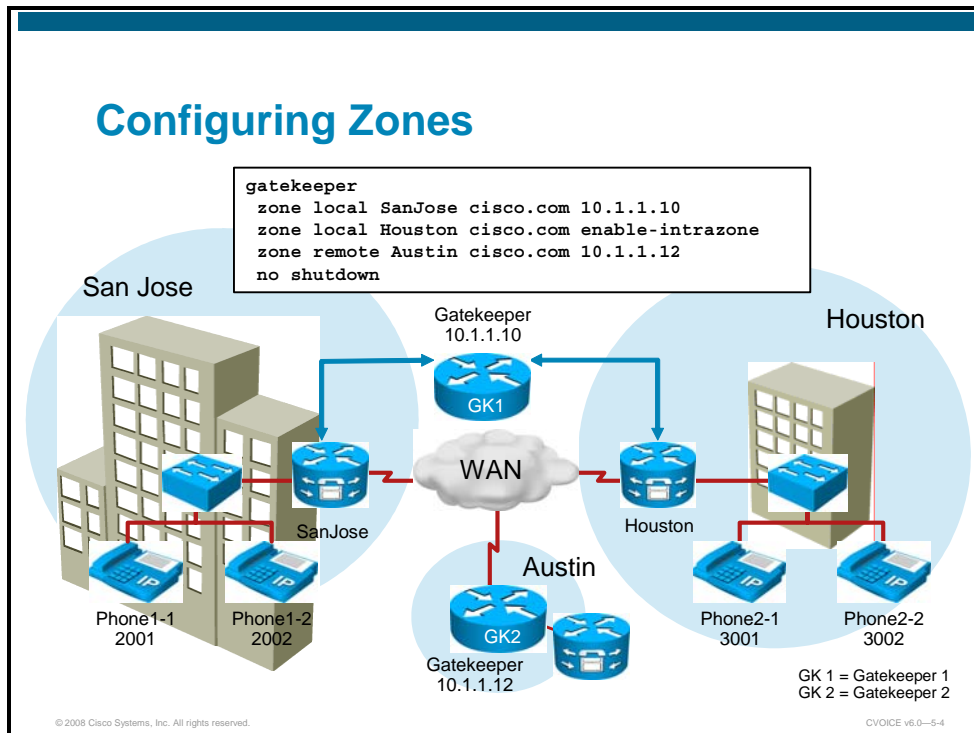 Configuring Zones
gatekeeper
zone local SanJose cisco.com 10.1.1.10
zone local Houston cisco.com enable-intrazone
zone remote Austin cisco.com 10.1.1.12
no shutdown
San Jose
Gatekeeper
10.1.1.10
Houston
GK1
WAN
SanJose
Houston
Austin
IP
IP
IP
IP
Phone1-1
2001
Phone1-2
2002
GK2
Gatekeeper
10.1.1.12
Phone2-1
3001
Phone2-2
3002
GK 1 = Gatekeeper 1
GK 2 = Gatekeeper 2
© 2008 Cisco Systems, Inc. All rights reserved.
CVOICE v6.0—5-4